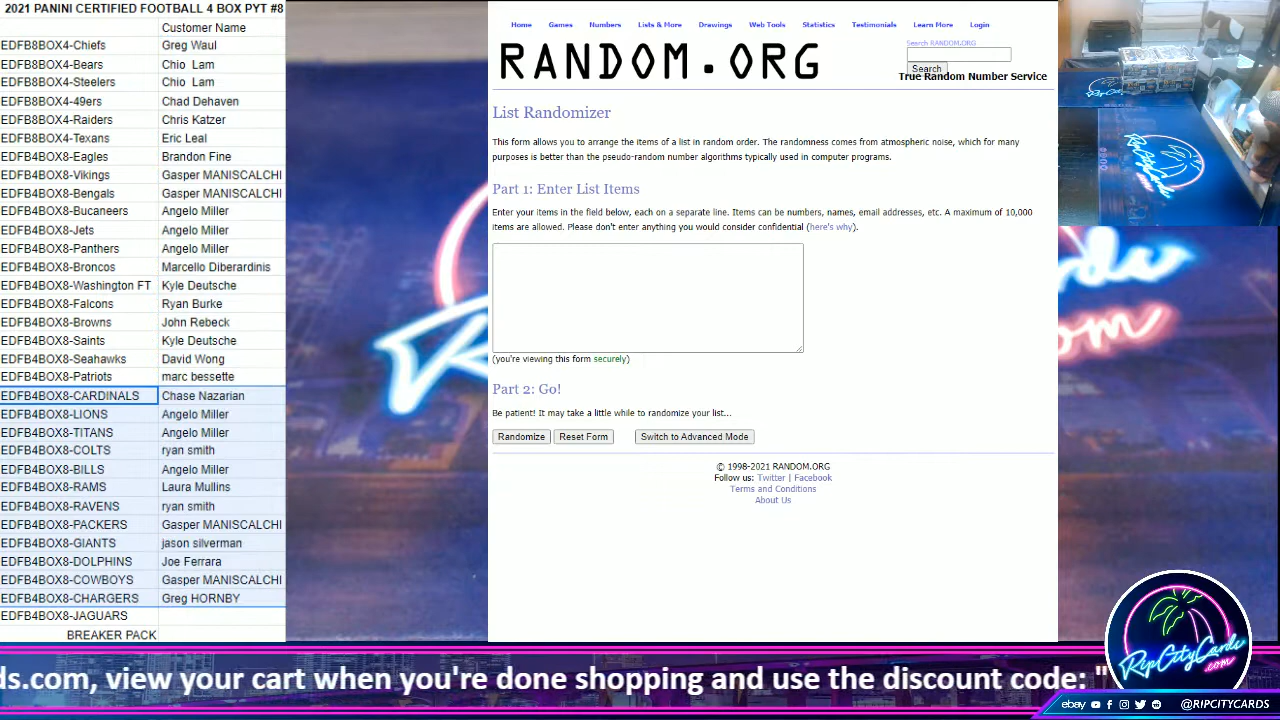 2021 PANINI CERTIFIED FOOTBALL 4 BOX PYT #8
Customer Name
EDFB8BOX4-Chiefs Greg Waul
EDFB8BOX4-Bears Chio Lam
EDFB8BOX4-Steelers Chio Lam
EDFB8BOX4-49ers Chad Dehaven
EDFB8BOX4-Raiders Chris Katzer
EDFB8BOX4-Texans Eric Leal
EDFB4BOX8-Eagles Brandon Fine
EDFB4BOX8-Vikings Gasper MANISCALCHI
EDFB4BOX8-Bengals Gasper MANISCALCHI
EDFB4BOX8-Bucaneers Angelo Miller
EDFB4BOX8-Jets Angelo Miller
EDFB4BOX8-Panthers Angelo Miller
EDFB4BOX8-Broncos Marcello Diberardinis
EDFB4BOX8-Washington FT Kyle Deutsche
EDFB4BOX8-Falcons Ryan Burke
EDFB4BOX8-Browns John Rebeck
EDFB4BOX8-Saints Kyle Deutsche
EDFB4BOX8-Seahawks David Wong
EDFB4BOX8-Patriots marc bessette
EDFB4BOX8-CARDINALS Chase Nazarian
EDFB4BOX8-LIONS Angelo Miller
EDFB4BOX8-TITANS Angelo Miller
EDFB4BOX8-COLTS ryan smith
EDFB4BOX8-BILLS Angelo Miller
EDFB4BOX8-RAMS Laura Mullins
EDFB4BOX8-RAVENS ryan smith
EDFB4BOX8-PACKERS Gasper MANISCALCHI
EDFB4BOX8-GIANTS jason silverman
EDFB4BOX8-DOLPHINS Joe Ferrara
EDFB4BOX8-COWBOYS Gasper MANISCALCHI
EDFB4BOX8-CHARGERS Greg HORNBY
EDFB4BOX8-JAGUARS
BREAKER PACK
Home Games Numbers Lists & More Drawings Web Tools Statistics Testimonials Learn More Login
RANDOM.ORG
Search RANDOM.ORG
Search
True Random Number Service
List Randomizer
This form allows you to arrange the items of a list in random order. The randomness comes from atmospheric noise, which for many
purposes is better than the pseudo-random number algorithms typically used in computer programs.
Part 1: Enter List Items
Enter your items in the field below, each on a separate line. Items can be numbers, names, email addresses, etc. A maximum of 10,000
items are allowed. Please don't enter anything you would consider confidential (here's why).
(you're viewing this form securely)
Part 2: Go!
Be patient! It may take a little while to randomize your list...
Randomize Reset Form Switch to Advanced Mode
© 1998-2021 RANDOM.ORG
Follow us: Twitter | Facebook
Terms and Conditions
About Us
RipCityCards
.com
ds.com, view your cart when you're done shopping and use the discount code: "
ebay @RIPCITYCARDS